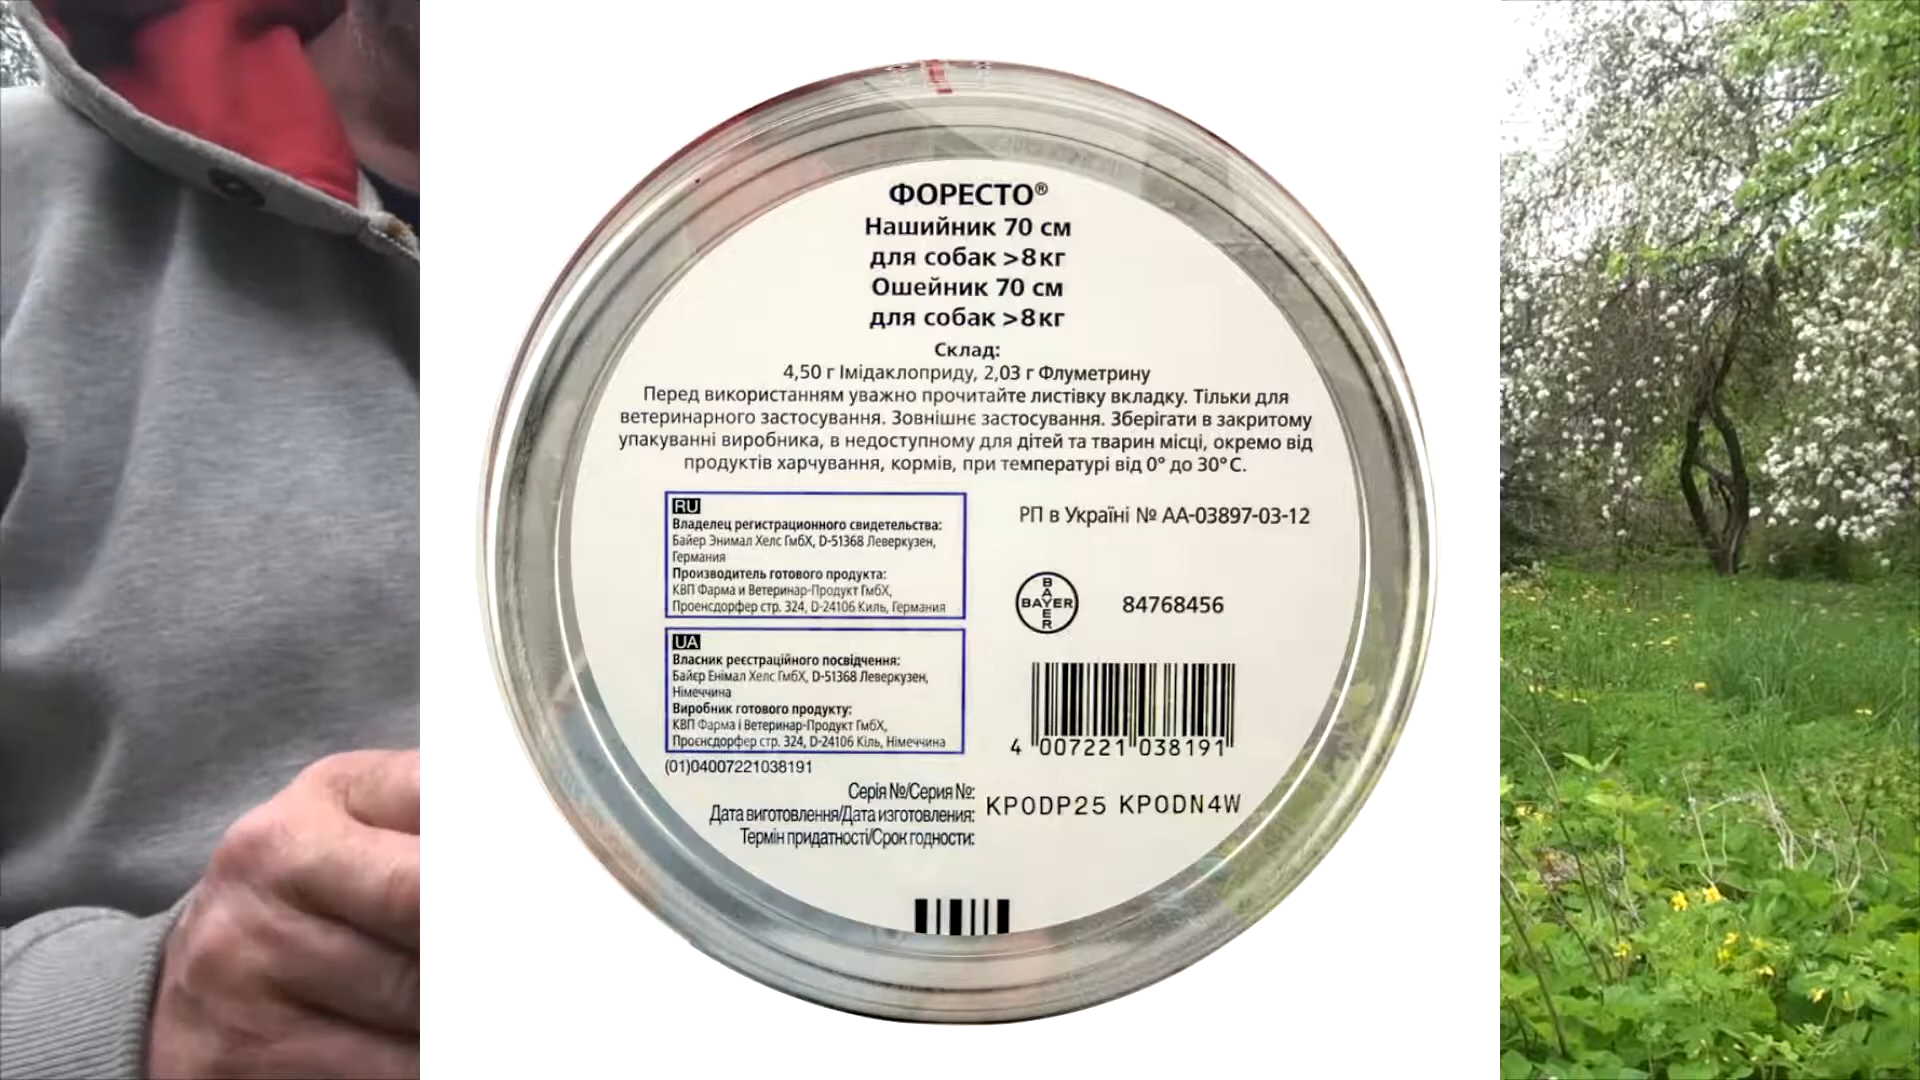 ФОРЕСТО®
Нашийник 70 см
для собак >8кг
Ошейник 70 см
для собак >8кг
Склад:
4,50 г Імідаклоприду, 2,03 г Флуметрину
Перед використанням уважно прочитайте листівку вкладку. Тільки для
ветеринарного застосування. Зовнішнє застосування. Зберігати в закритому
упакуванні виробника, в недоступному для дітей та тварин місці, окремо від
продуктів харчування, кормів, при температурі від 0° до 30°С.
RU
Владелец регистрационного свидетельства:
Байер Энимал Хелс ГмбХ, D-51368 Леверкузен,
Германия
Производитель готового продукта:
КВП Фарма и Ветеринар-Продукт ГмбХ,
Проенсдорфер стр. 324, D-24106 Киль, Германия
UA
Власник реєстраційного посвідчення:
Байєр Енімал Хелс ГмбХ, D-51368 Леверкузен,
Німеччина
Виробник готового продукту:
КВП Фарма і Ветеринар-Продукт ГмбХ,
Проєнсдорфер стр. 324, D-24106 Кіль, Німеччина
(01)04007221038191
РП в Україні № АА-03897-03-12
BAYER
BAYER
84768456
4 007221 038191
Серія №/Серия №:
Дата виготовлення/Дата изготовления:
Термін придатності/Срок годности:
KP0DP25 KP0DN4W